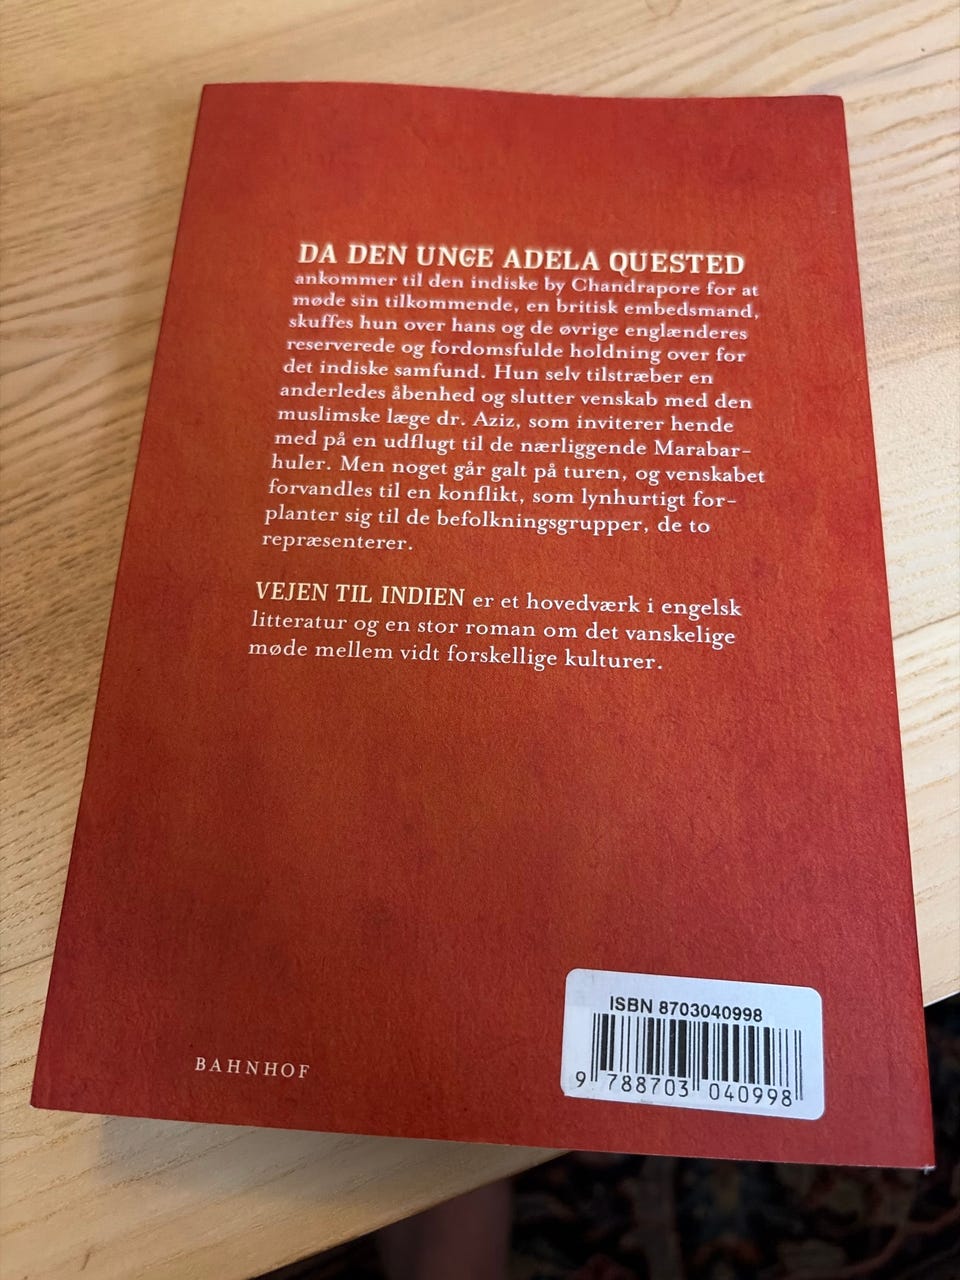 DA DEN UNGE ADELA QUESTED
ankommer til den indiske by Chandrapore for at
møde sin tilkommende, en britisk embedsmand,
skuffes hun over hans og de øvrige englænderes
reserverede og fordomsfulde holdning over for
det indiske samfund. Hun selv tilstræber en
anderledes åbenhed og slutter venskab med den
muslimske læge dr. Aziz, som inviterer hende
med på en udflugt til de nærliggende Marabar-
huler. Men noget går galt på turen, og venskabet
forvandles til en konflikt, som lynhurtigt for-
planter sig til de befolkningsgrupper, de to
repræsenterer.
VEJEN TIL INDIEN er et hovedværk i engelsk
litteratur og en stor roman om det vanskelige
møde mellem vidt forskellige kulturer.
BAHNHOF
ISBN 8703040998
9 788703 040998